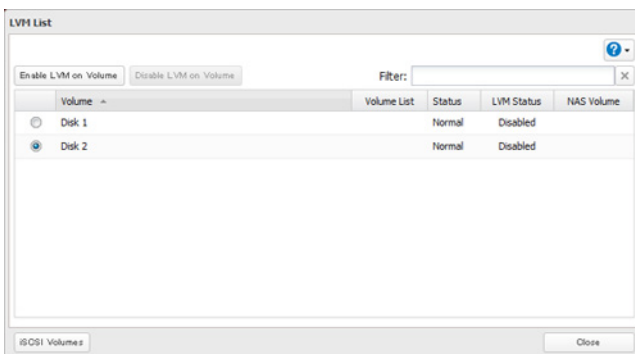 LVM List
?
Enable LVM on Volume Disable LVM on Volume Filter:
Volume Volume List Status LVM Status NAS Volume
Disk 1 Normal Disabled
Disk 2 Normal Disabled
iSCSI Volumes Close